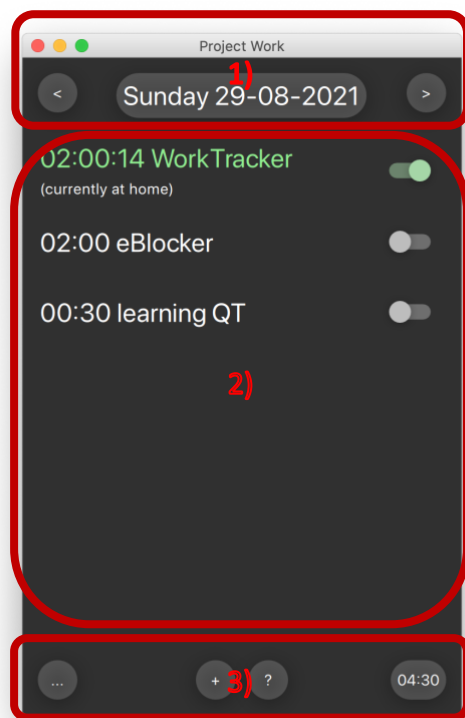 Project Work
1)
< Sunday 29-08-2021 >
02:00:14 WorkTracker
(currently at home)
02:00 eBlocker
00:30 learning QT
2)
... + 3) ? 04:30